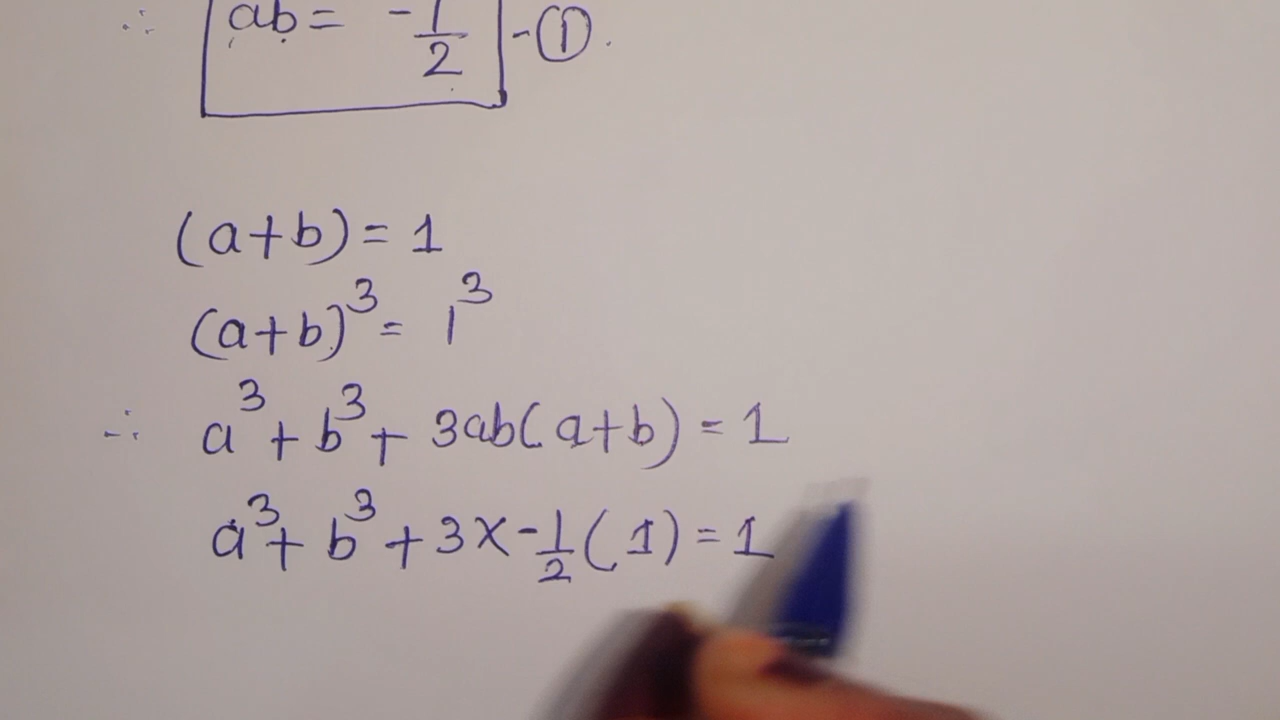 ∴ ab = -1/2 -①.
(a+b) = 1
(a+b)³ = 1³
∴ a³ + b³ + 3ab(a+b) = 1
a³ + b³ + 3 x -1/2 (1) = 1